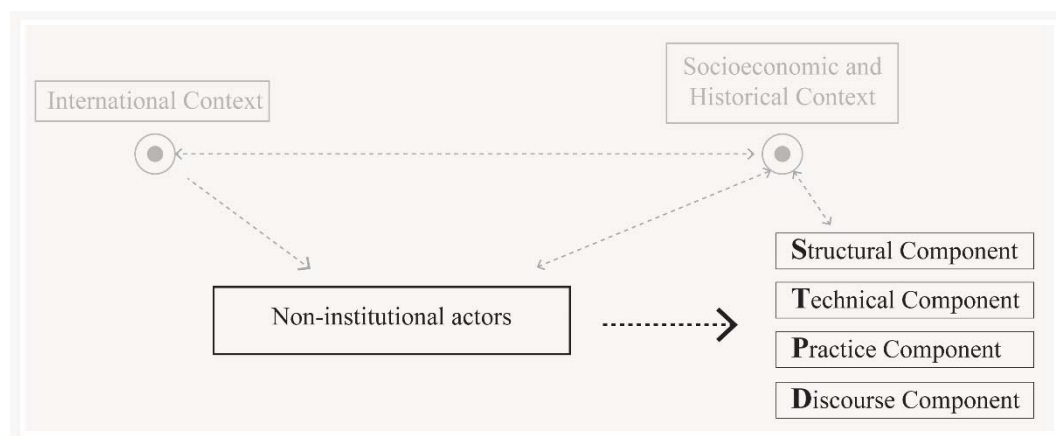 International Context
Socioeconomic and
Historical Context
Non-institutional actors
Structural Component
Technical Component
Practice Component
Discourse Component